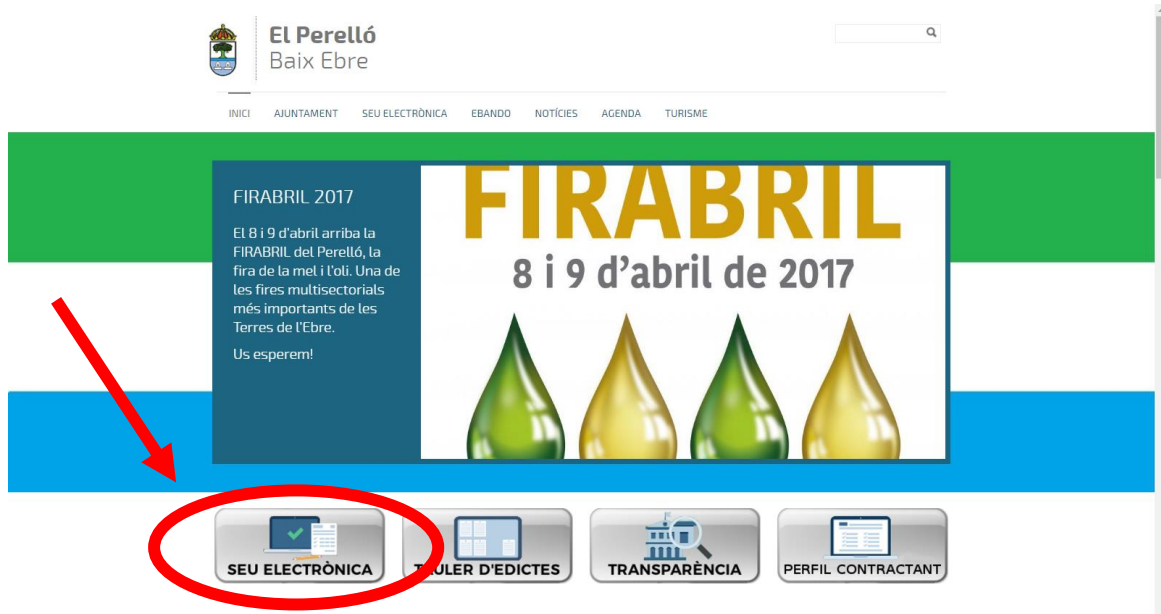 El Perelló
Baix Ebre
INICI AJUNTAMENT SEU ELECTRÒNICA EBANDO NOTÍCIES AGENDA TURISME
FIRABRIL 2017
El 8 i 9 d'abril arriba la
FIRABRIL del Perelló, la
fira de la mel i l'oli. Una de
les fires multisectorials
més importants de les
Terres de l'Ebre.
Us esperem!
FIRABRIL
8 i 9 d'abril de 2017
SEU ELECTRÒNICA
TAULER D'EDICTES
TRANSPARÈNCIA
PERFIL CONTRACTANT